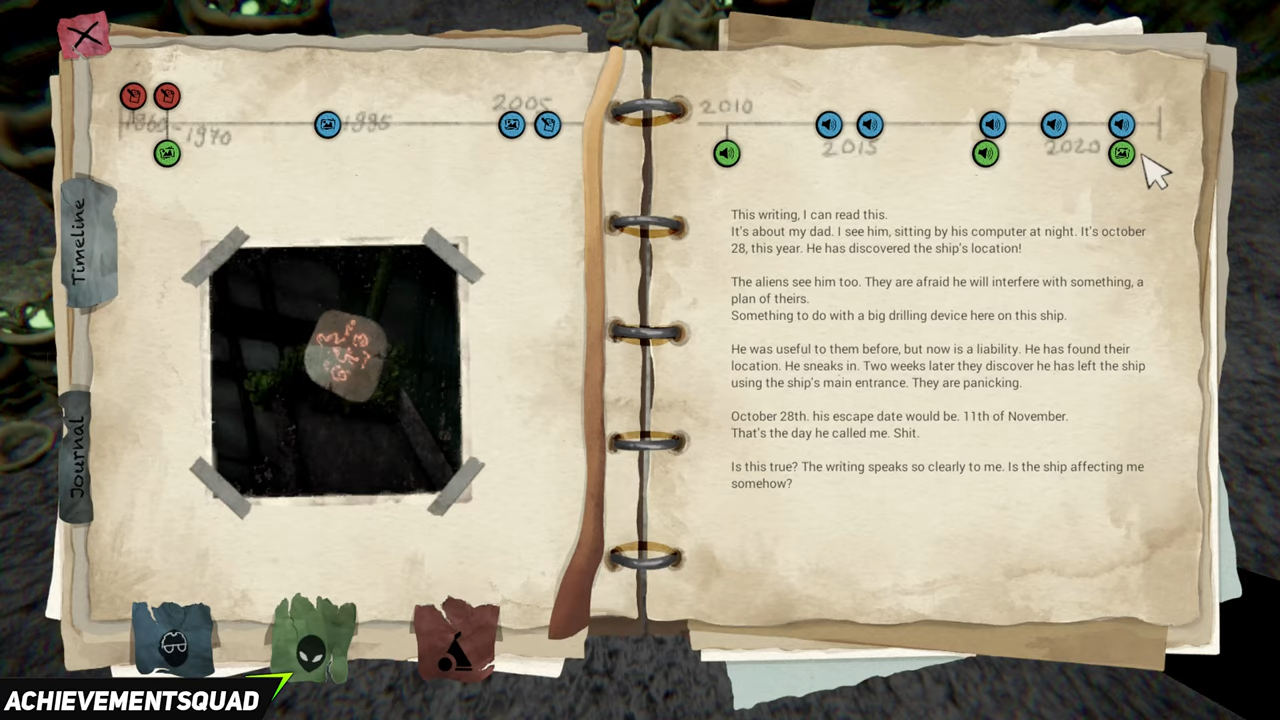 2005
1960-
-1970
1995
2010
2015
2020
Timeline
Journal
This writing, I can read this.
It's about my dad. I see him, sitting by his computer at night. It's october
28, this year. He has discovered the ship's location!
The aliens see him too. They are afraid he will interfere with something, a
plan of theirs.
Something to do with a big drilling device here on this ship.
He was useful to them before, but now is a liability. He has found their
location. He sneaks in. Two weeks later they discover he has left the ship
using the ship's main entrance. They are panicking.
October 28th. his escape date would be. 11th of November.
That's the day he called me. Shit.
Is this true? The writing speaks so clearly to me. Is the ship affecting me
somehow?
ACHIEVEMENTSQUAD